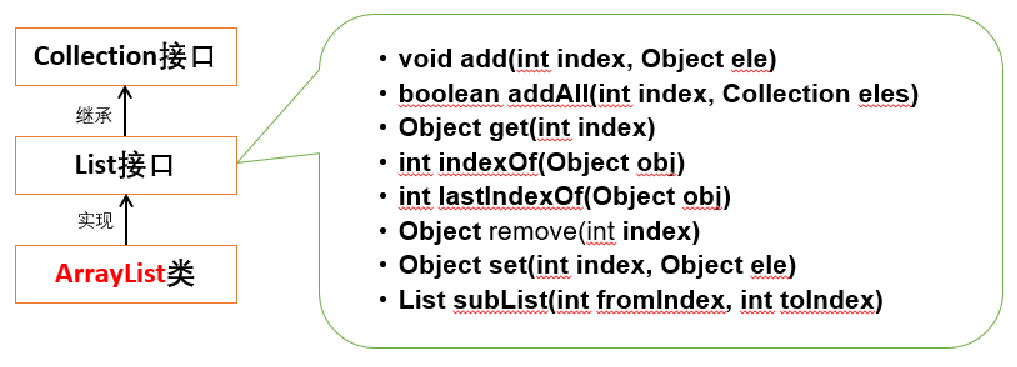 Collection接口
继承
List接口
实现
ArrayList类
• void add(int index, Object ele)
• boolean addAll(int index, Collection eles)
• Object get(int index)
• int indexOf(Object obj)
• int lastIndexOf(Object obj)
• Object remove(int index)
• Object set(int index, Object ele)
• List subList(int fromIndex, int toIndex)